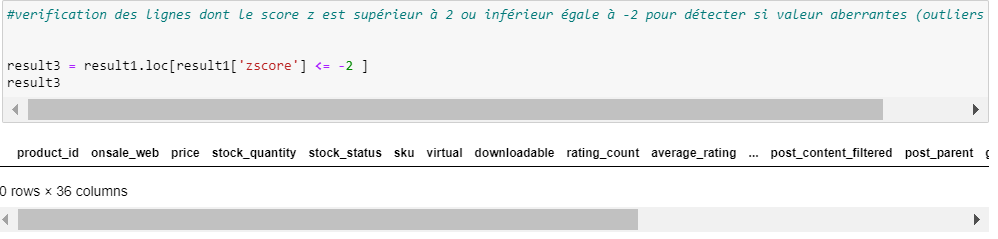 #verification des lignes dont le score z est supérieur à 2 ou inférieur égale à -2 pour détecter si valeur aberrantes (outliers
result3 = result1.loc[result1['zscore'] <= -2 ]
result3
product_id onsale_web price stock_quantity stock_status sku virtual downloadable rating_count average_rating ... post_content_filtered post_parent
0 rows × 36 columns